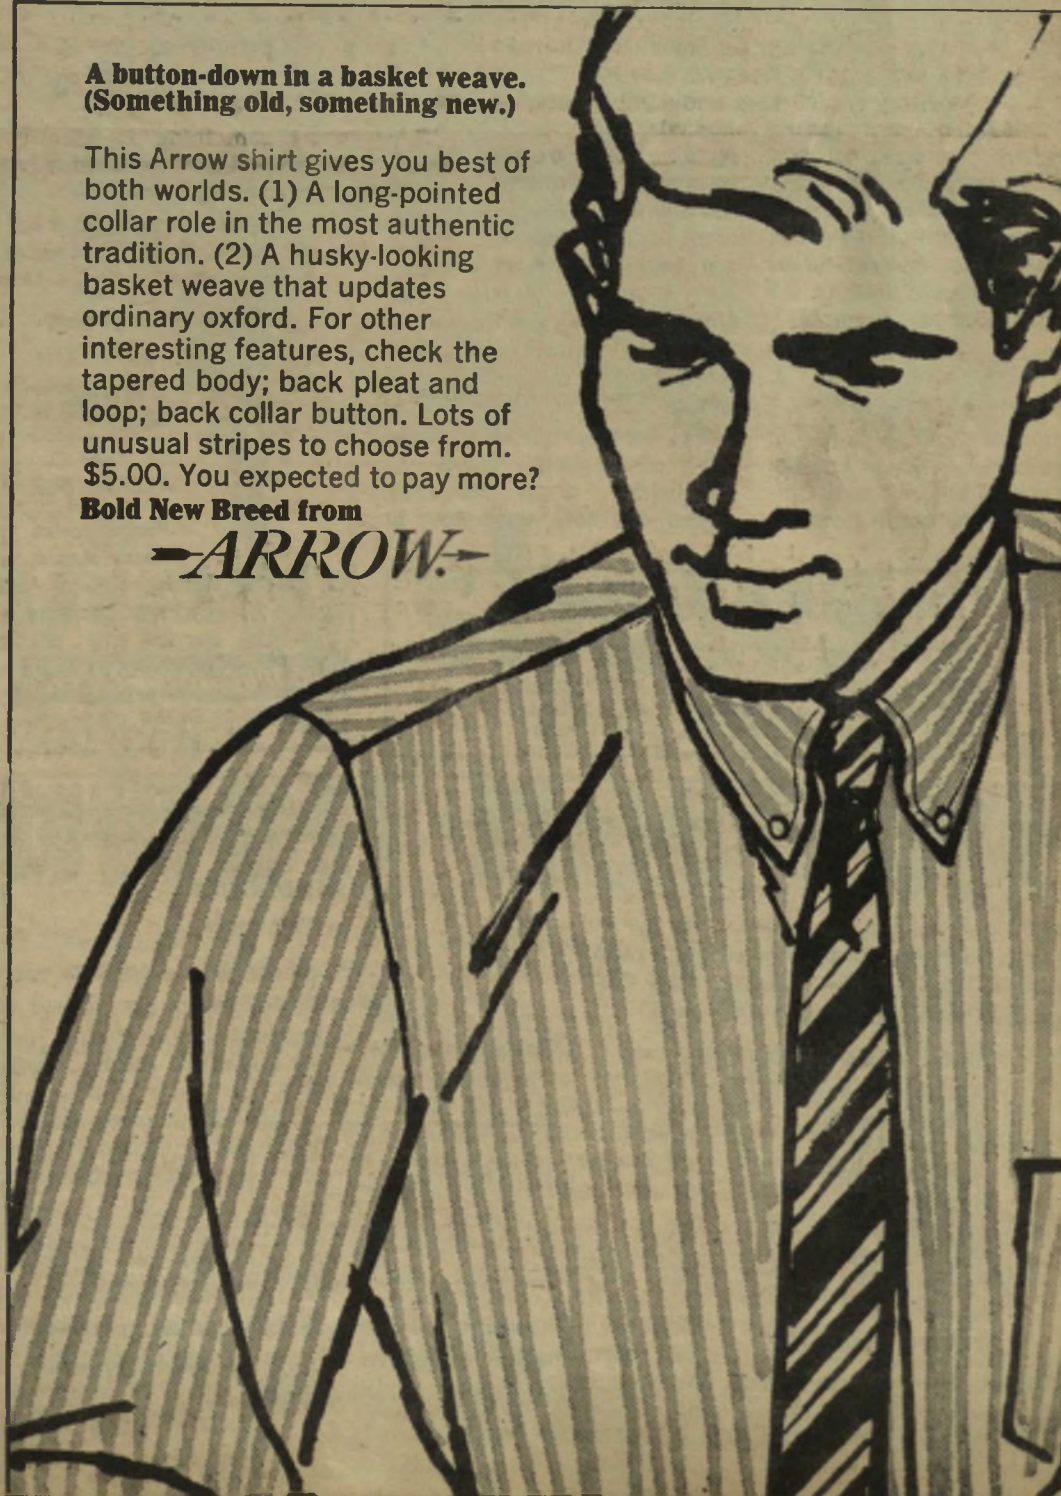 A button-down in a basket weave.
(Something old, something new.)
This Arrow shirt gives you best of
both worlds. (1) A long-pointed
collar role in the most authentic
tradition. (2) A husky-looking
basket weave that updates
ordinary oxford. For other
interesting features, check the
tapered body; back pleat and
loop; back collar button. Lots of
unusual stripes to choose from.
$5.00. You expected to pay more?
Bold New Breed from
ARROW.